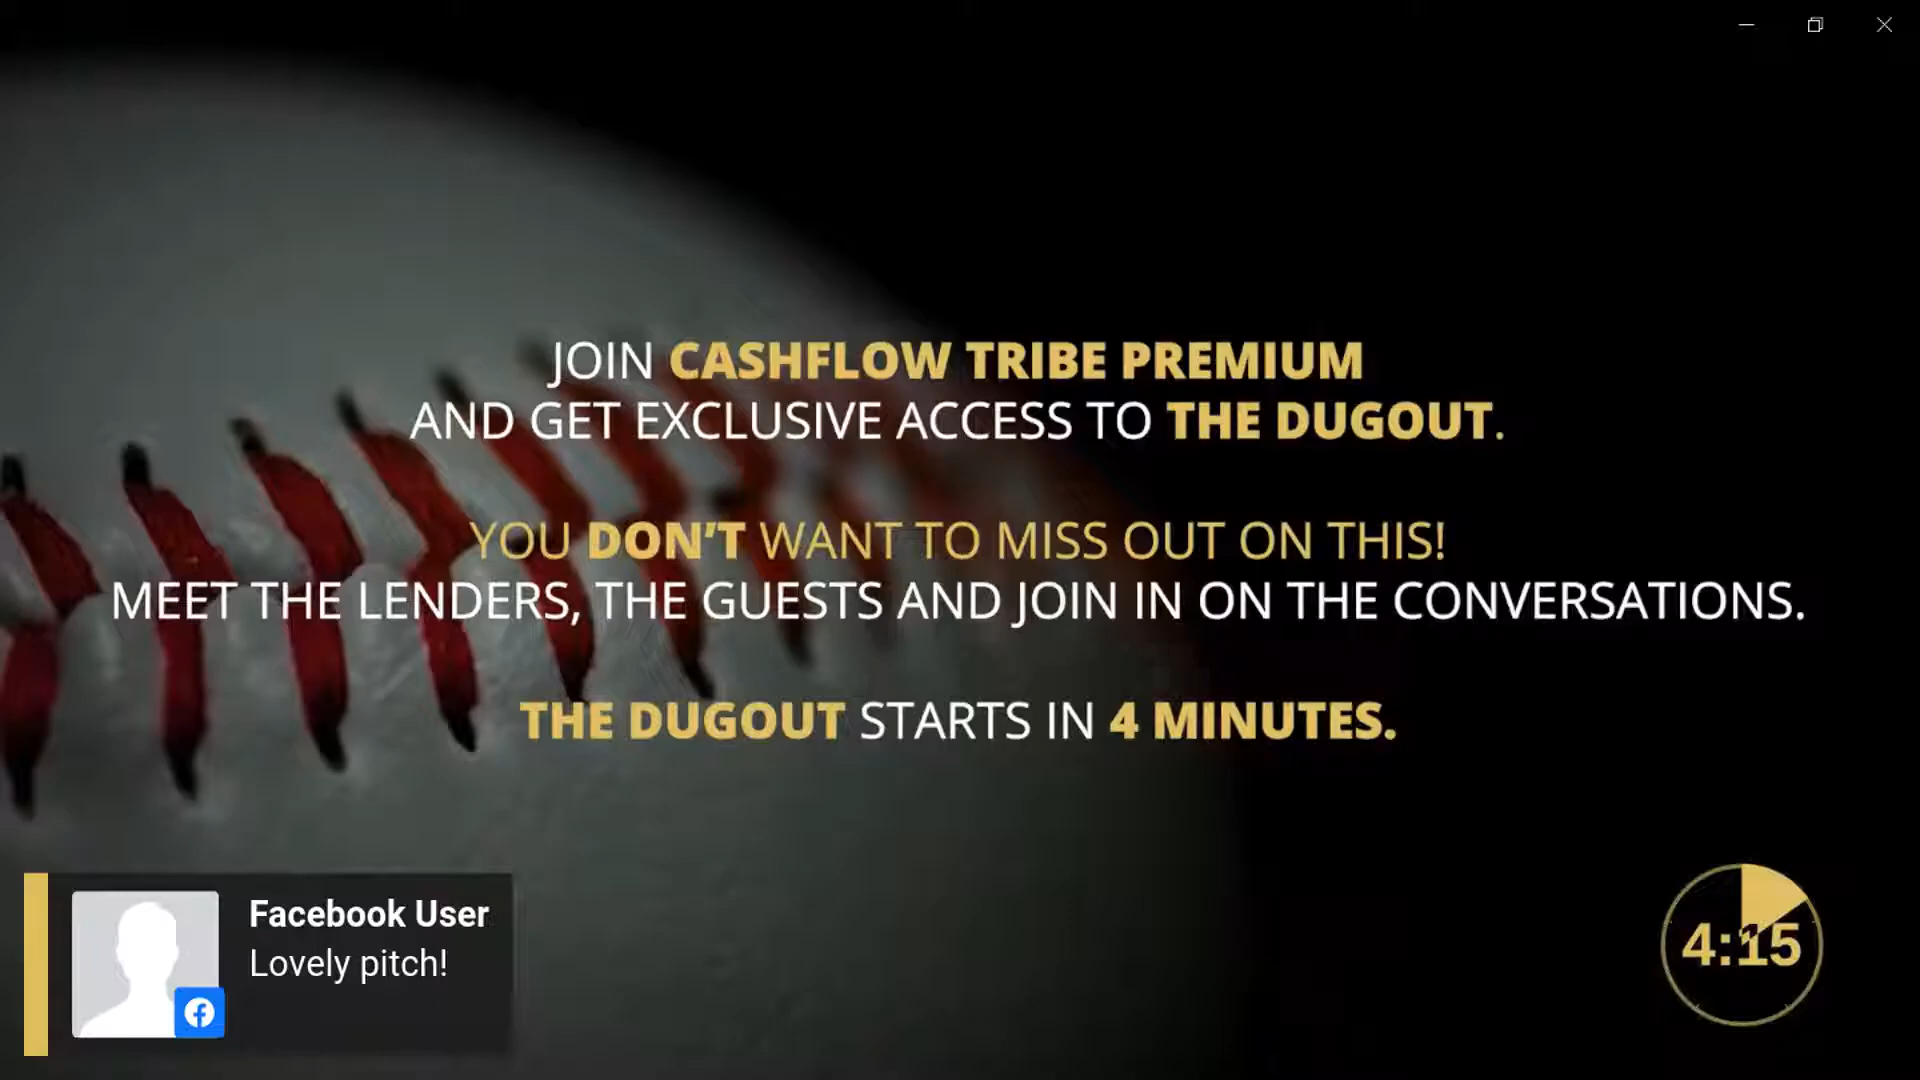 JOIN CASHFLOW TRIBE PREMIUM
AND GET EXCLUSIVE ACCESS TO THE DUGOUT.
YOU DON’T WANT TO MISS OUT ON THIS!
MEET THE LENDERS, THE GUESTS AND JOIN IN ON THE CONVERSATIONS.
THE DUGOUT STARTS IN 4 MINUTES.
Facebook User
Lovely pitch!
4:15